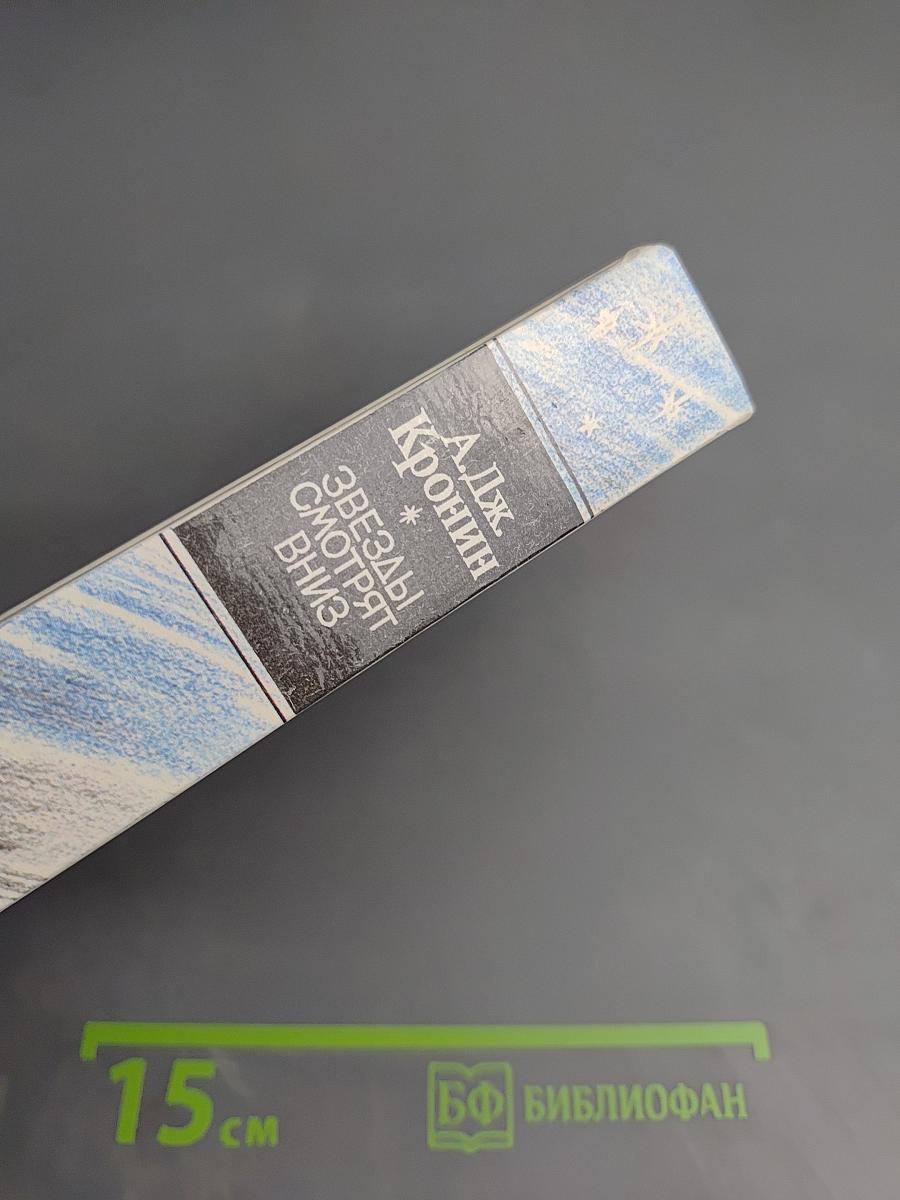 А.Дж.
Кронин
*
ЗВЕЗДЫ
СМОТРЯТ
ВНИЗ
15 см
БФ БИБЛИОФАН